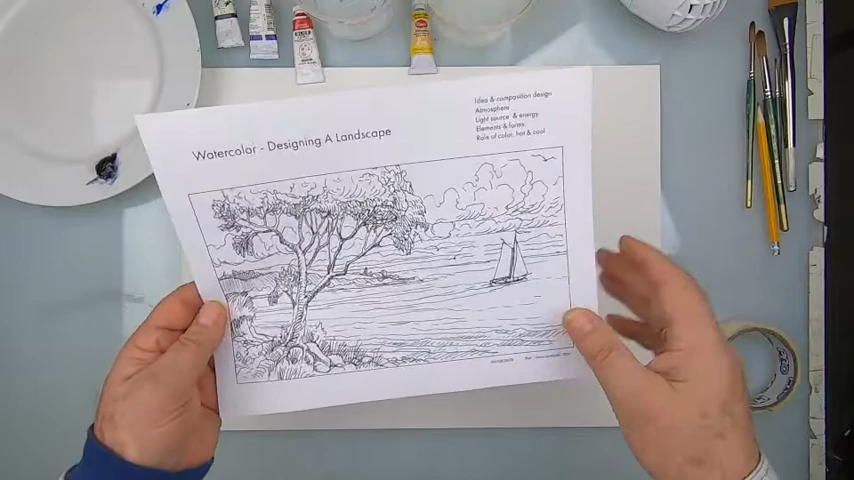 Watercolor - Designing A Landscape
Idea & composition design
Atmosphere
Light source & energy
Elements & forms
Role of color, hot & cool